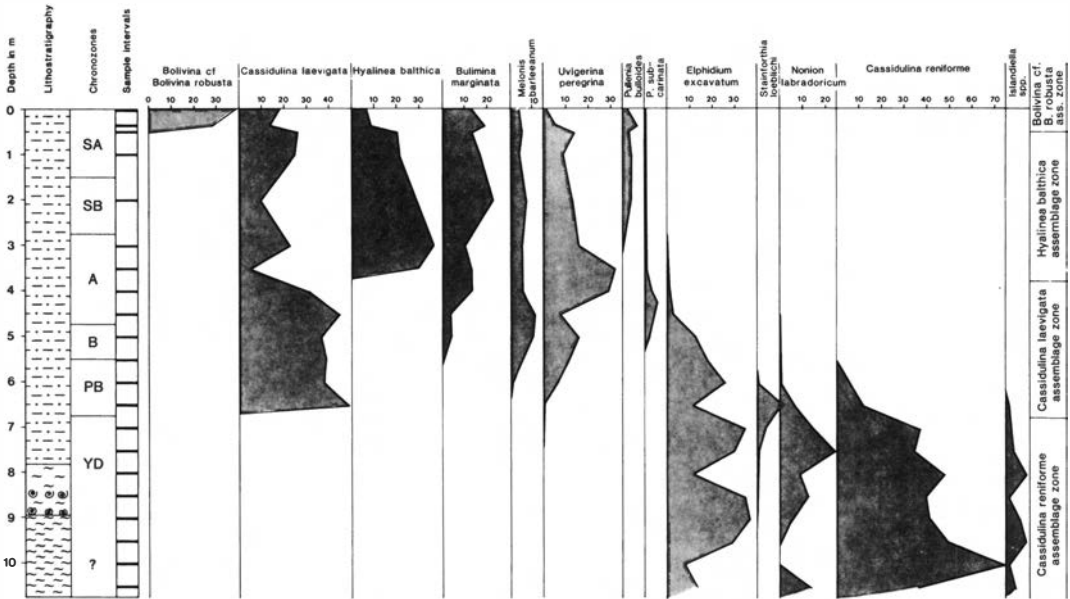 Depth in m
Lithostratigraphy
Chronozones
Sample intervals
Bolivina cf
Bolivina robusta
Cassidulina laevigata
Hyalinea balthica
Bulimina
marginata
Melonis
barleeanum
Uvigerina
peregrina
Pullenia
bulloides
P. sub-
carinata
Elphidium
excavatum
Stainforthia
loeblichi
Nonion
labradoricum
Cassidulina reniforme
Islandiella
spp.
Bolivina cf.
B. robusta
ass. zone
0 10 20 30
10 20 30 40
10 20 30
10 20
10
10 20 30
10
10 20 30
10
10 20
10 20 30 40 50 60 70
0
1
2
3
4
5
6
7
8
9
10
SA
SB
A
B
PB
YD
?
Hyalinea balthica
assemblage zone
Cassidulina laevigata
assemblage zone
Cassidulina reniforme
assemblage zone